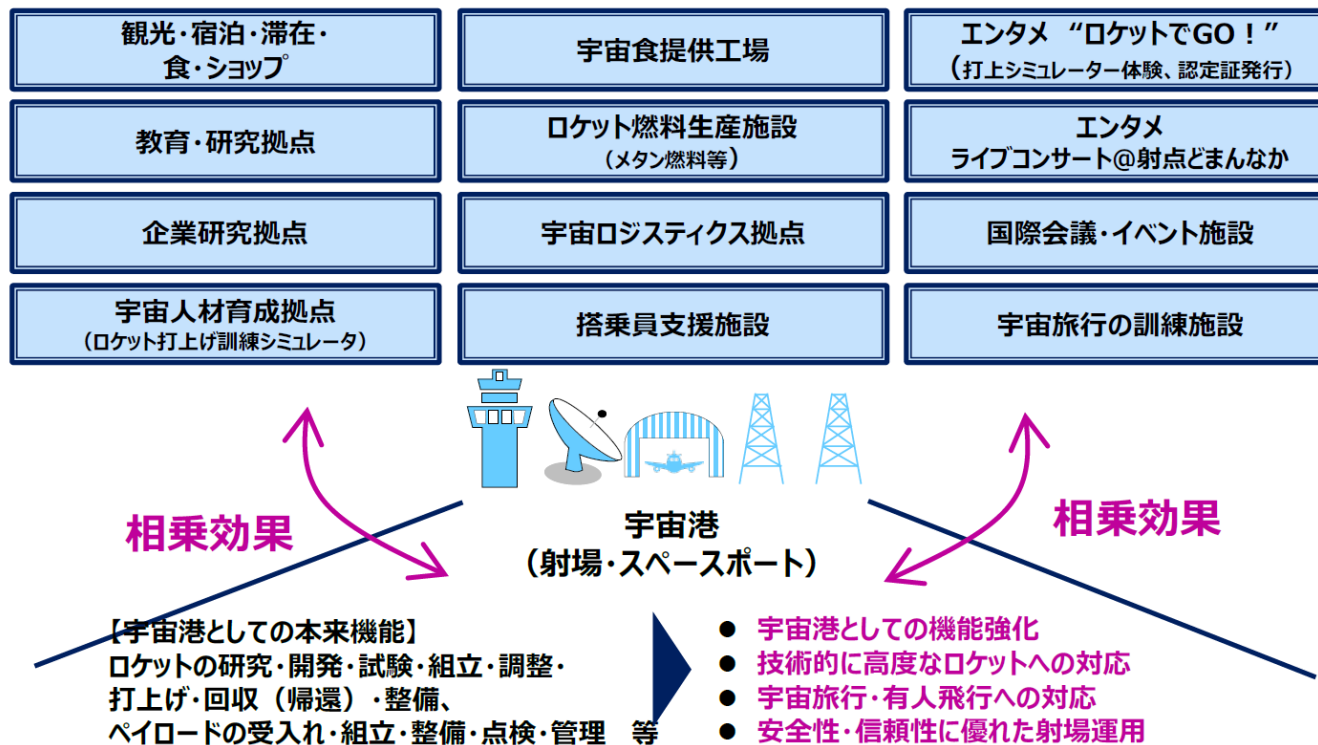 観光・宿泊・滞在・
食・ショップ
宇宙食提供工場
エンタメ “ロケットでGO！”
（打上シミュレーター体験、認定証発行）
教育・研究拠点
ロケット燃料生産施設
（メタン燃料等）
エンタメ
ライブコンサート@射点どまんなか
企業研究拠点
宇宙ロジスティクス拠点
国際会議・イベント施設
宇宙人材育成拠点
（ロケット打上げ訓練シミュレータ）
搭乗員支援施設
宇宙旅行の訓練施設
相乗効果
宇宙港
（射場・スペースポート）
相乗効果
【宇宙港としての本来機能】
ロケットの研究・開発・試験・組立・調整・
打上げ・回収（帰還）・整備、
ペイロードの受入れ・組立・整備・点検・管理　等
● 宇宙港としての機能強化
● 技術的に高度なロケットへの対応
● 宇宙旅行・有人飛行への対応
● 安全性・信頼性に優れた射場運用